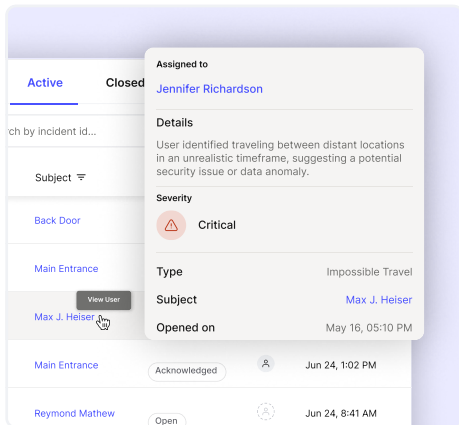 Active
Closed
rch by incident id...
Subject
Back Door
Main Entrance
View User
Max J. Heiser
Main Entrance
Acknowledged
Jun 24, 1:02 PM
Reymond Mathew
Open
Jun 24, 8:41 AM
Assigned to
Jennifer Richardson
Details
User identified traveling between distant locations
in an unrealistic timeframe, suggesting a potential
security issue or data anomaly.
Severity
Critical
Type
Impossible Travel
Subject
Max J. Heiser
Opened on
May 16, 05:10 PM